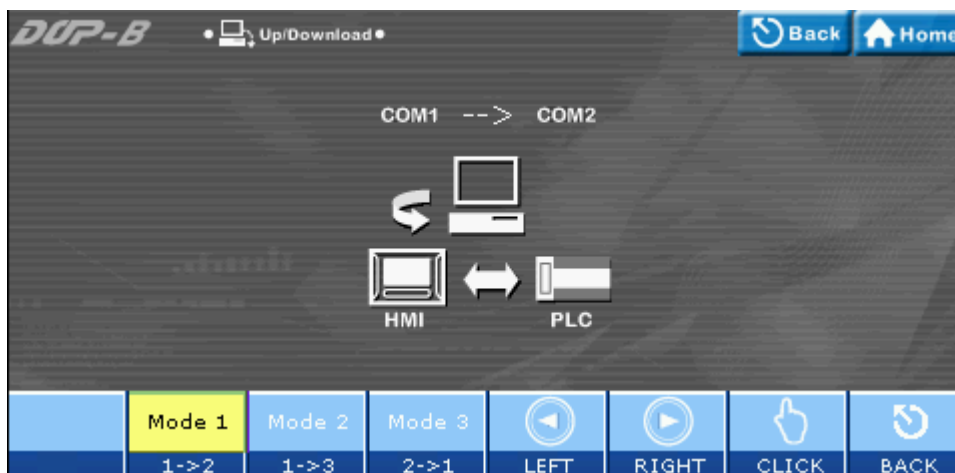 DOP-B
Up/Download
Back
Home
COM1 --> COM2
HMI
PLC
Mode 1
Mode 2
Mode 3
1->2
1->3
2->1
LEFT
RIGHT
CLICK
BACK